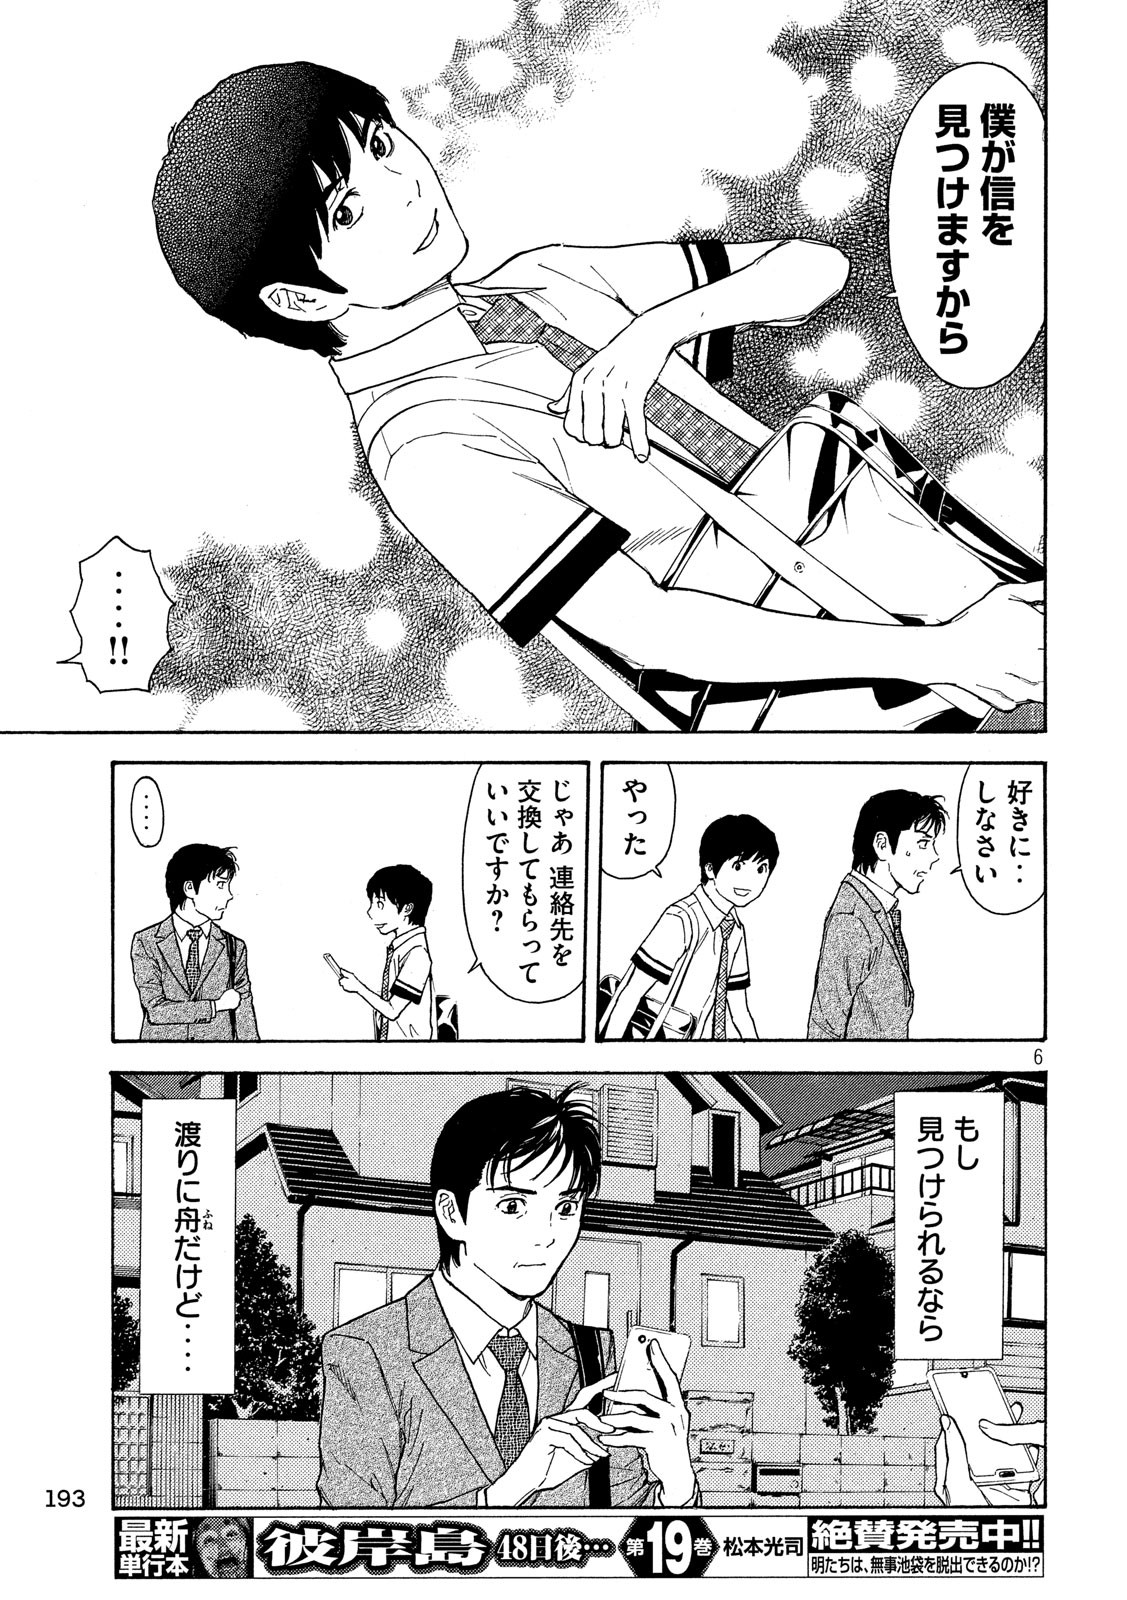 僕が信を
見つけますから
‥‥‥!!
好きに‥
しなさい
やった
じゃあ 連絡先を
交換してもらって
いいですか?
‥‥
6
もし
見つけられるなら
渡りに舟だけど‥‥
ふね
193
最新
単行本
彼岸島
48日後…
第19巻
松本光司
絶賛発売中!!
明たちは、無事池袋を脱出できるのか!?